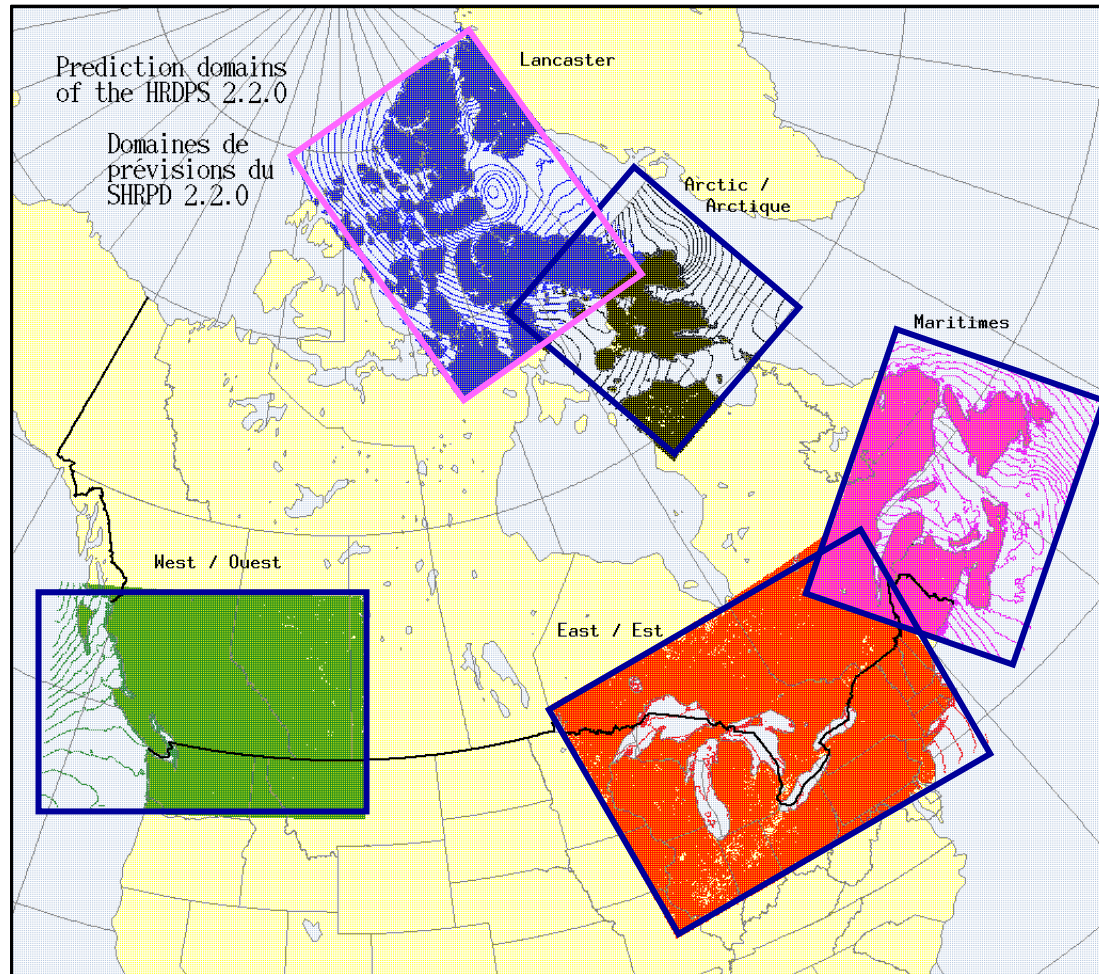 Prediction domains
of the HRDPS 2.2.0
Domaines de
prévisions du
SHRPD 2.2.0
Lancaster
Arctic /
Arctique
Maritimes
West / Ouest
East / Est